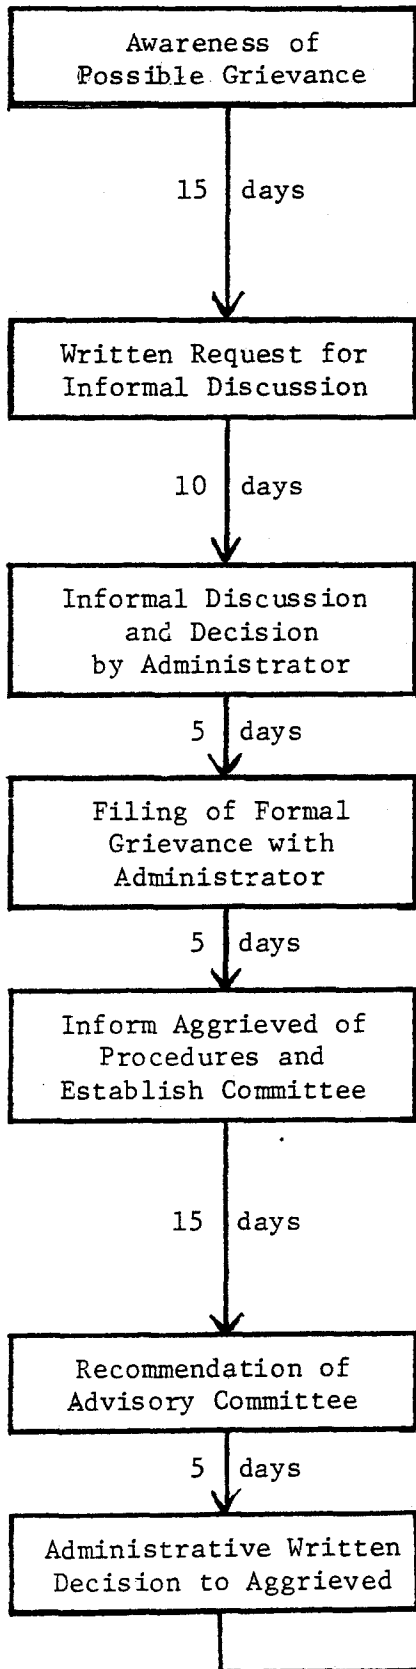 Awareness of
Possible Grievance
15 days
Written Request for
Informal Discussion
10 days
Informal Discussion
and Decision
by Administrator
5 days
Filing of Formal
Grievance with
Administrator
5 days
Inform Aggrieved of
Procedures and
Establish Committee
15 days
Recommendation of
Advisory Committee
5 days
Administrative Written
Decision to Aggrieved